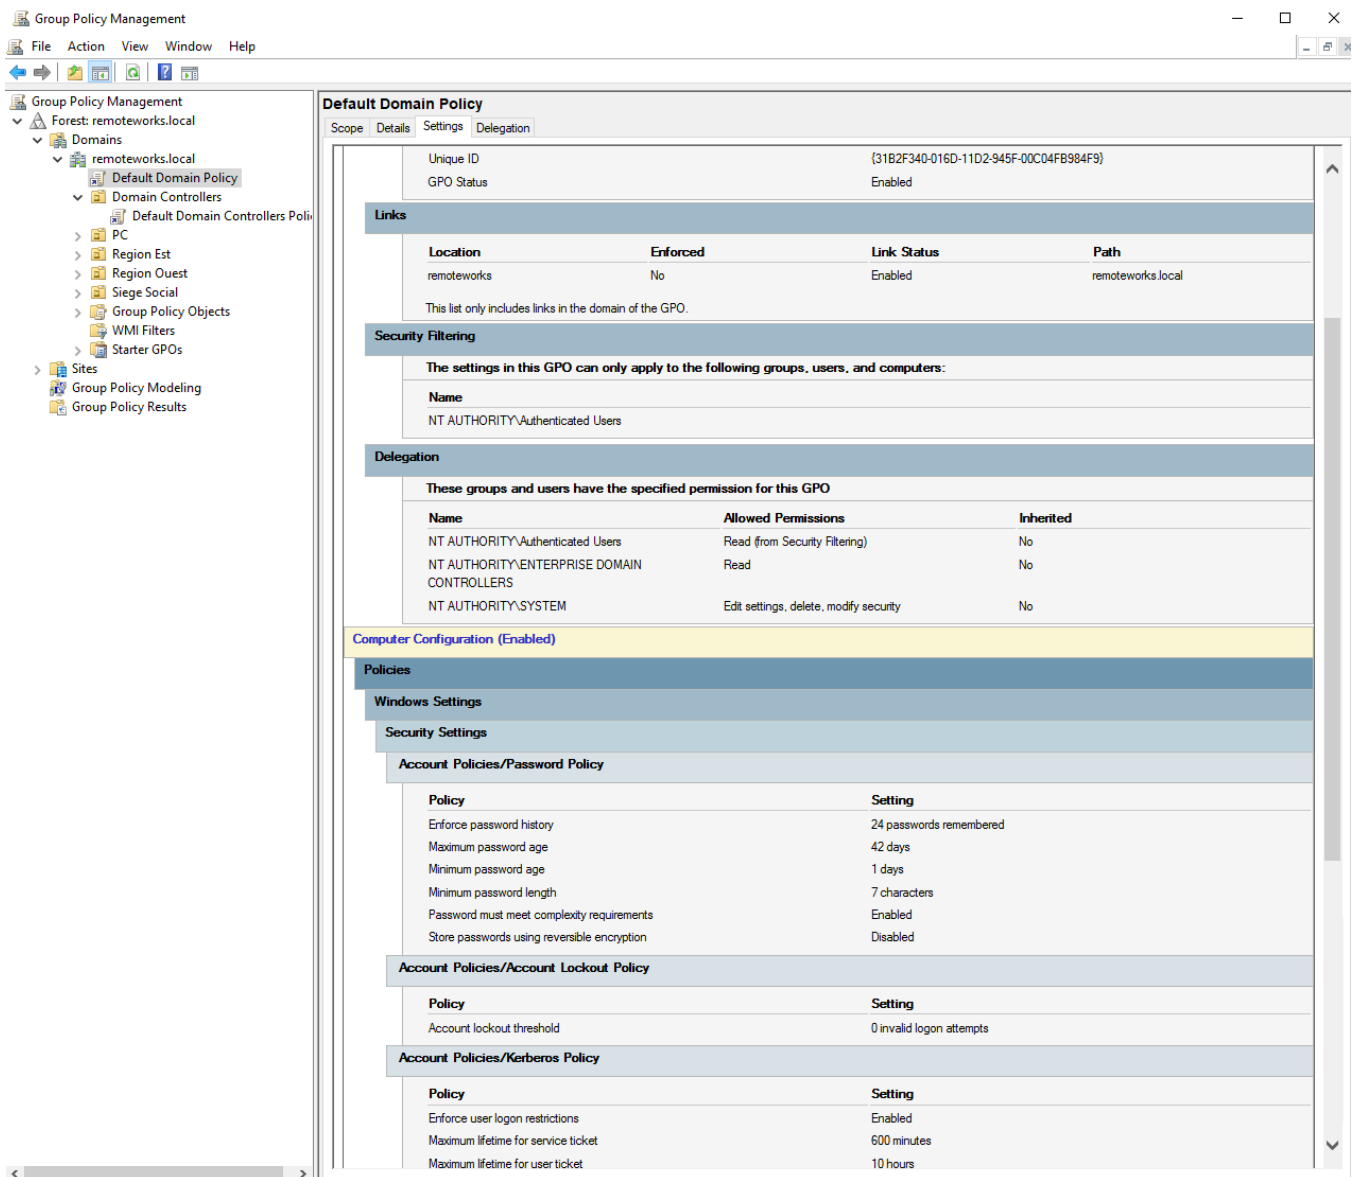 Group Policy Management
File Action View Window Help
Group Policy Management
Forest: remoteworks.local
Domains
remoteworks.local
Default Domain Policy
Domain Controllers
Default Domain Controllers Poli
PC
Region Est
Region Ouest
Siege Social
Group Policy Objects
WMI Filters
Starter GPOs
Sites
Group Policy Modeling
Group Policy Results
Default Domain Policy
Scope Details Settings Delegation
Unique ID {31B2F340-016D-11D2-945F-00C04FB984F9}
GPO Status Enabled
Links
Location Enforced Link Status Path
remoteworks No Enabled remoteworks.local
This list only includes links in the domain of the GPO.
Security Filtering
The settings in this GPO can only apply to the following groups, users, and computers:
Name
NT AUTHORITY\Authenticated Users
Delegation
These groups and users have the specified permission for this GPO
Name Allowed Permissions Inherited
NT AUTHORITY\Authenticated Users Read (from Security Filtering) No
NT AUTHORITY\ENTERPRISE DOMAIN CONTROLLERS Read No
NT AUTHORITY\SYSTEM Edit settings, delete, modify security No
Computer Configuration (Enabled)
Policies
Windows Settings
Security Settings
Account Policies/Password Policy
Policy Setting
Enforce password history 24 passwords remembered
Maximum password age 42 days
Minimum password age 1 days
Minimum password length 7 characters
Password must meet complexity requirements Enabled
Store passwords using reversible encryption Disabled
Account Policies/Account Lockout Policy
Policy Setting
Account lockout threshold 0 invalid logon attempts
Account Policies/Kerberos Policy
Policy Setting
Enforce user logon restrictions Enabled
Maximum lifetime for service ticket 600 minutes
Maximum lifetime for user ticket 10 hours